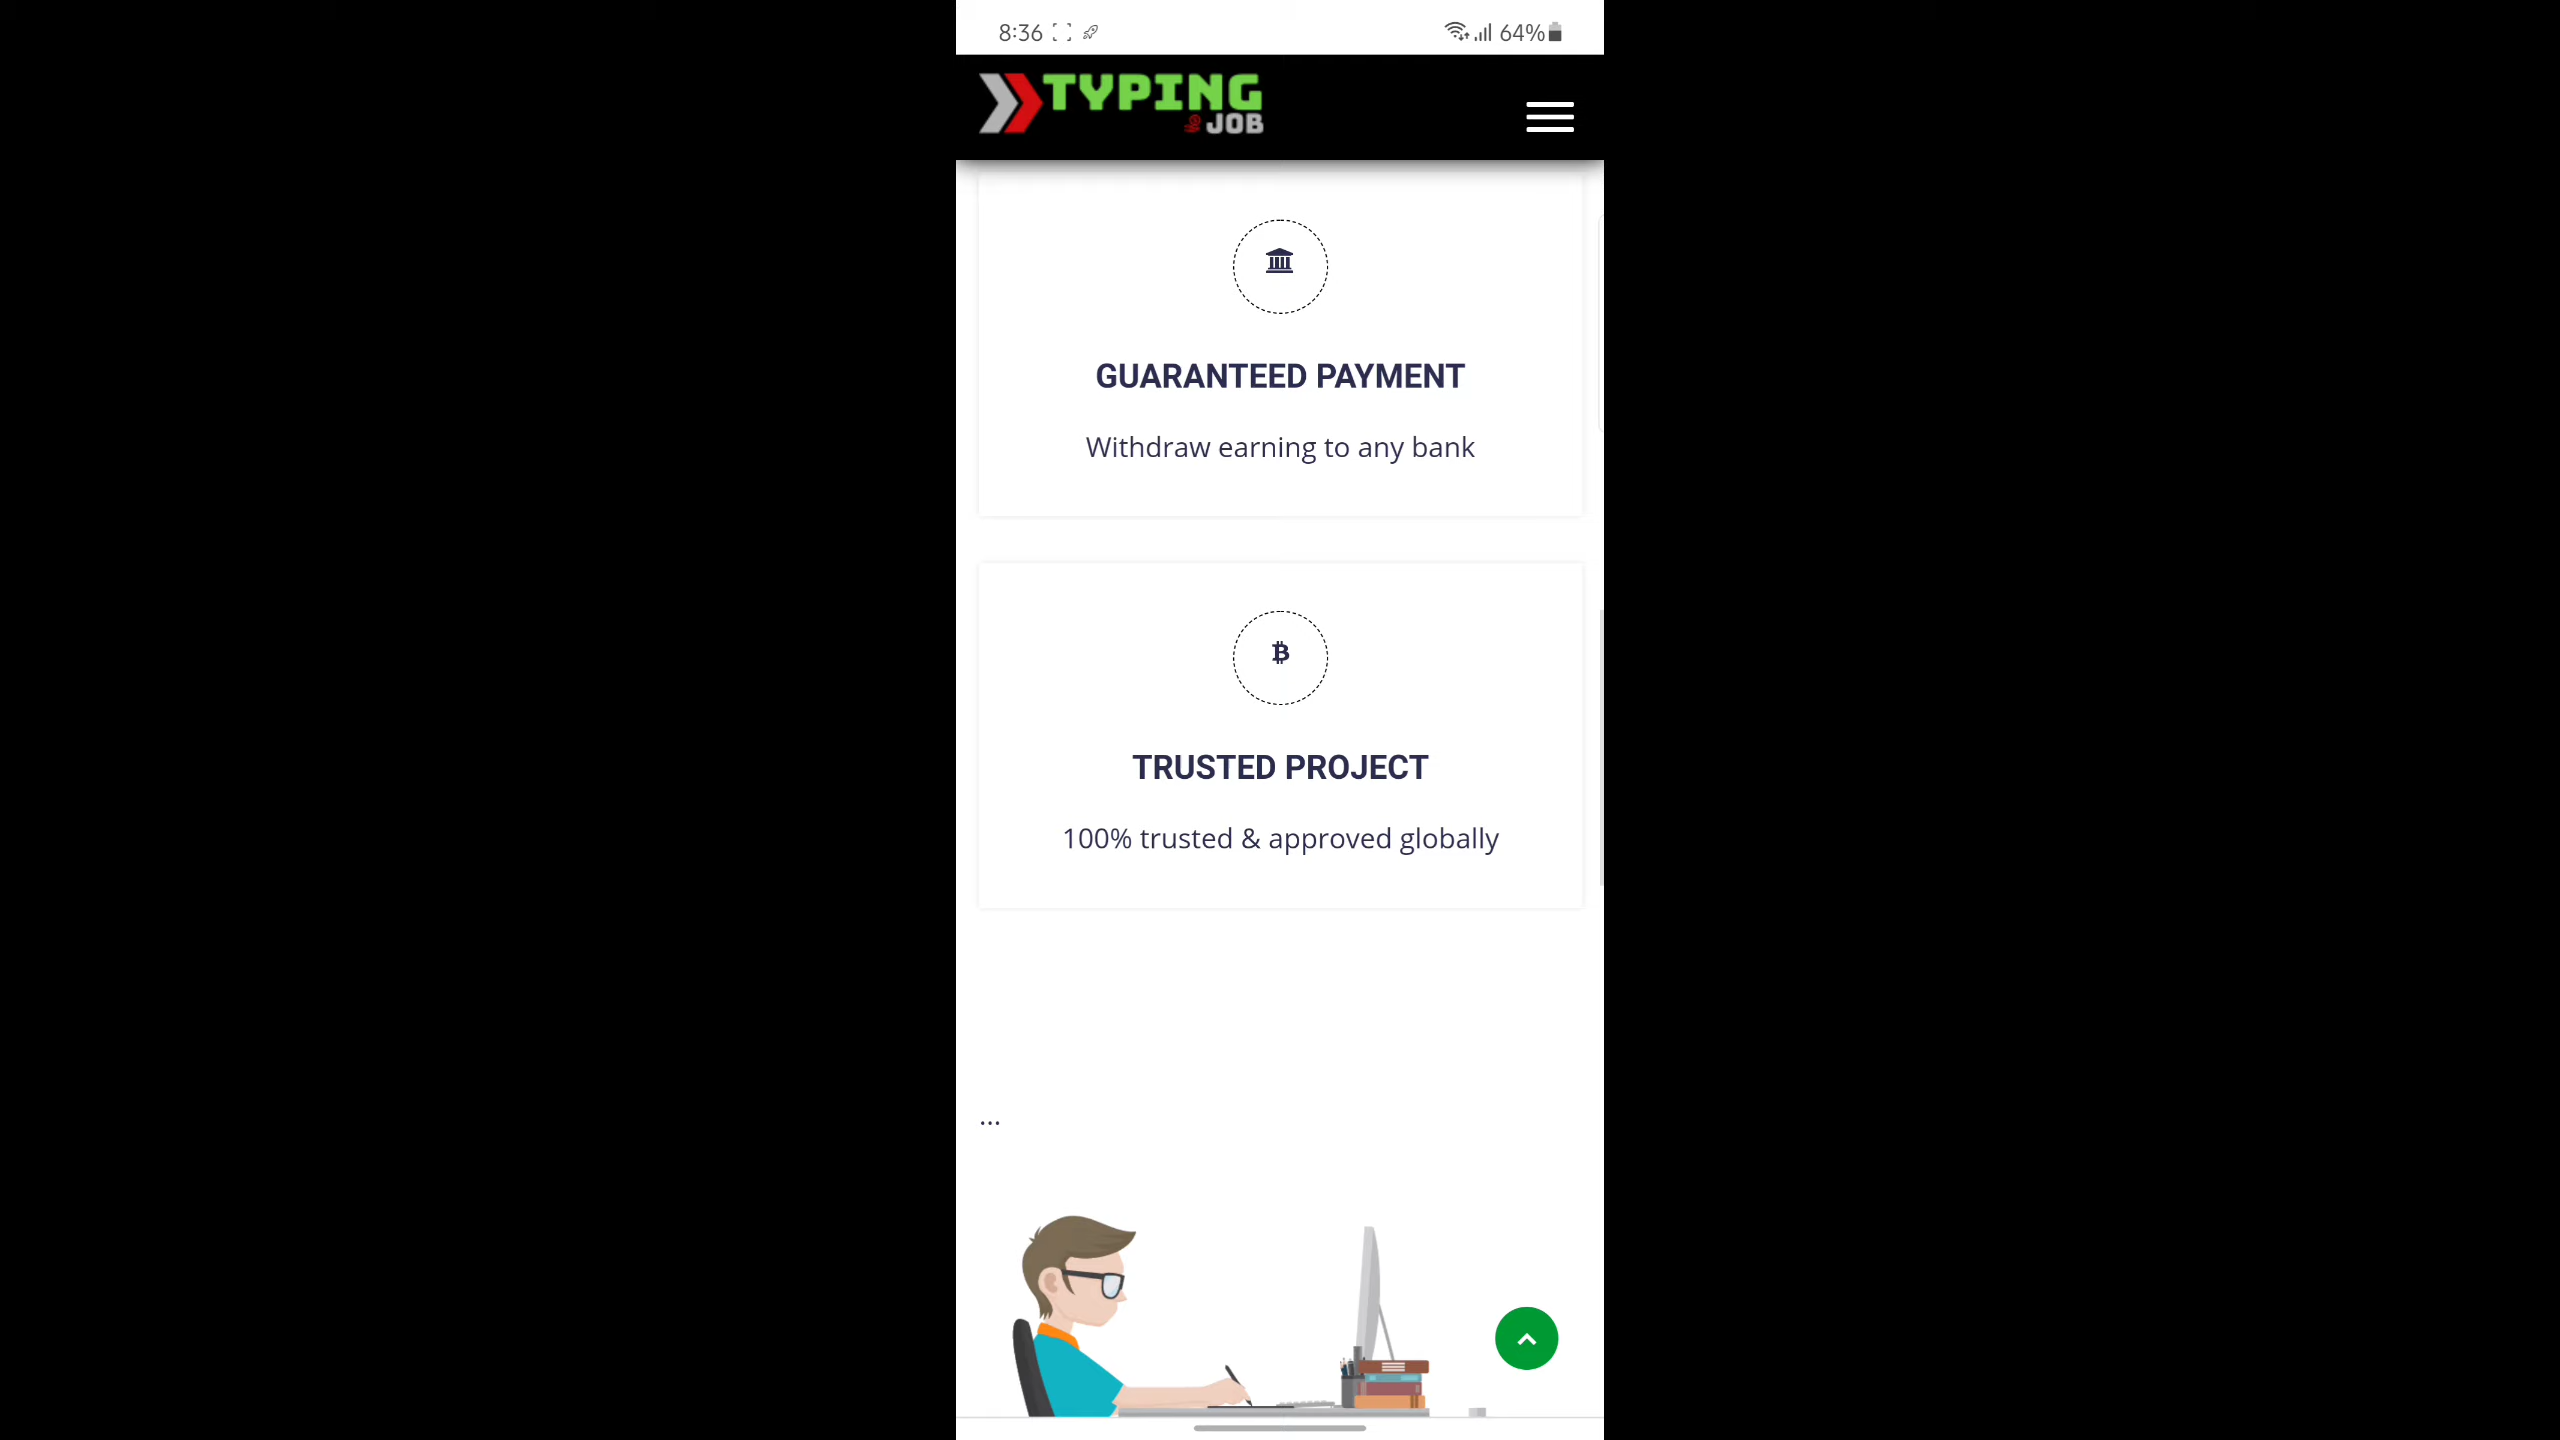 8:36
64%
TYPING
JOB
GUARANTEED PAYMENT
Withdraw earning to any bank
TRUSTED PROJECT
100% trusted & approved globally
...